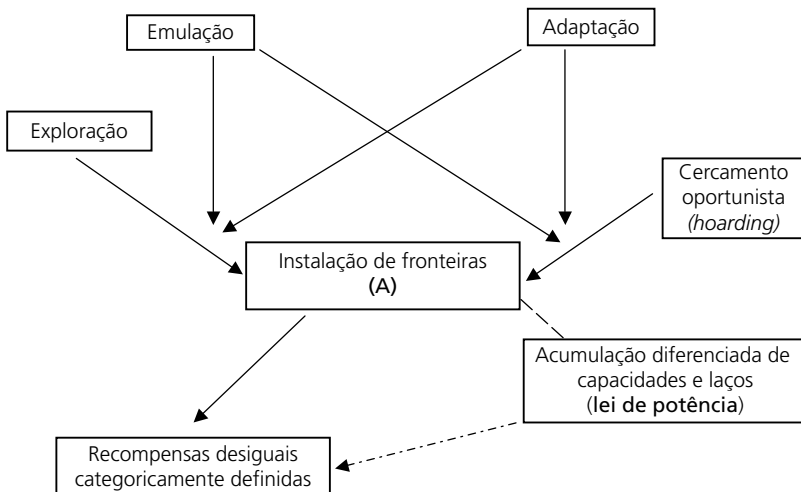 Emulação
Adaptação
Exploração
Cercamento
oportunista
(hoarding)
Instalação de fronteiras
(A)
Acumulação diferenciada de
capacidades e laços
(lei de potência)
Recompensas desiguais
categoricamente definidas